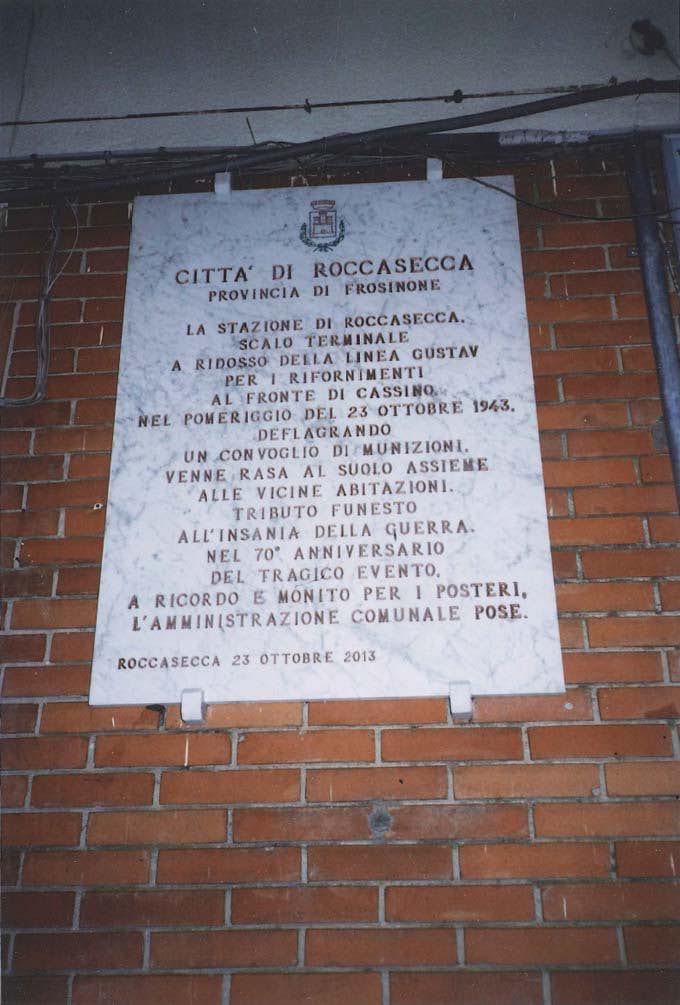 CITTA' DI ROCCASECCA
PROVINCIA DI FROSINONE
LA STAZIONE DI ROCCASECCA,
SCALO TERMINALE
A RIDOSSO DELLA LINEA GUSTAV
PER I RIFORNIMENTI
AL FRONTE DI CASSINO,
NEL POMERIGGIO DEL 23 OTTOBRE 1943,
DEFLAGRANDO
UN CONVOGLIO DI MUNIZIONI,
VENNE RASA AL SUOLO ASSIEME
ALLE VICINE ABITAZIONI.
TRIBUTO FUNESTO
ALL'INSANIA DELLA GUERRA.
NEL 70° ANNIVERSARIO
DEL TRAGICO EVENTO,
A RICORDO E MONITO PER I POSTERI,
L'AMMINISTRAZIONE COMUNALE POSE.
ROCCASECCA 23 OTTOBRE 2013